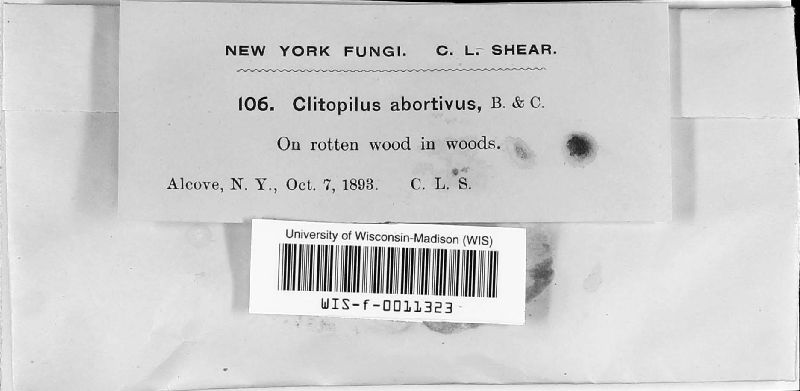 NEW YORK FUNGI. C. L. SHEAR.
106. Clitopilus abortivus, B. & C.
On rotten wood in woods.
Alcove, N. Y., Oct. 7, 1893. C. L. S.
University of Wisconsin-Madison (WIS)
WIS-f-0011323